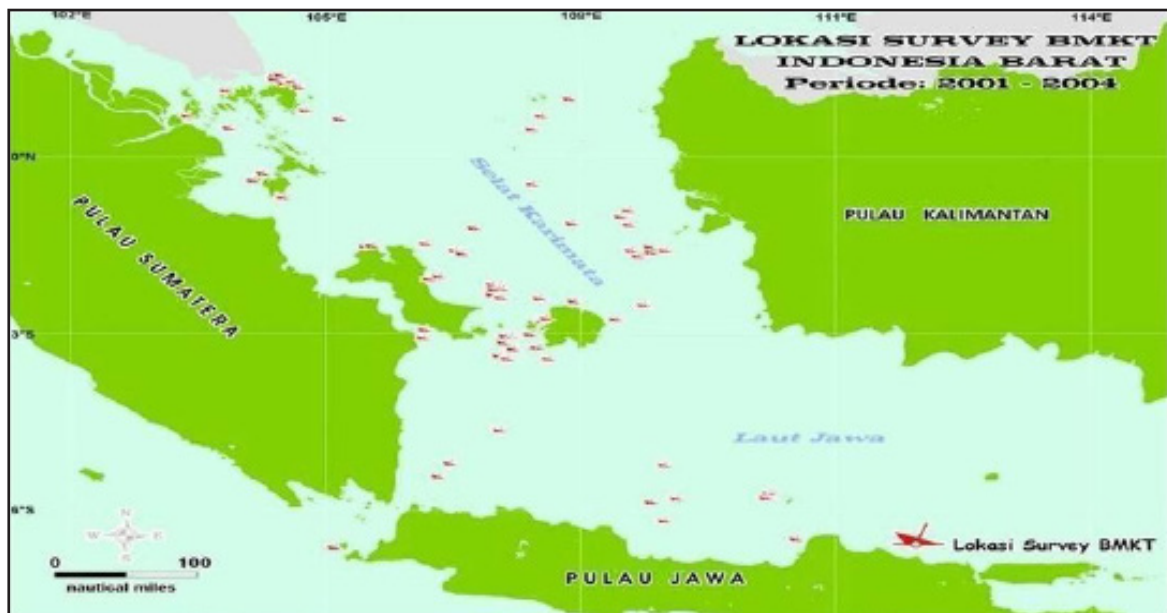 102°E 105°E 108°E 111°E 114°E
LOKASI SURVEY BMKT
INDONESIA BARAT
Periode: 2001 - 2004
0°N
Selat Karimata
PULAU SUMATERA
PULAU KALIMANTAN
3°S
Laut Jawa
6°S
N
W E
S
0 100
nautical miles
Lokasi Survey BMKT
PULAU JAWA